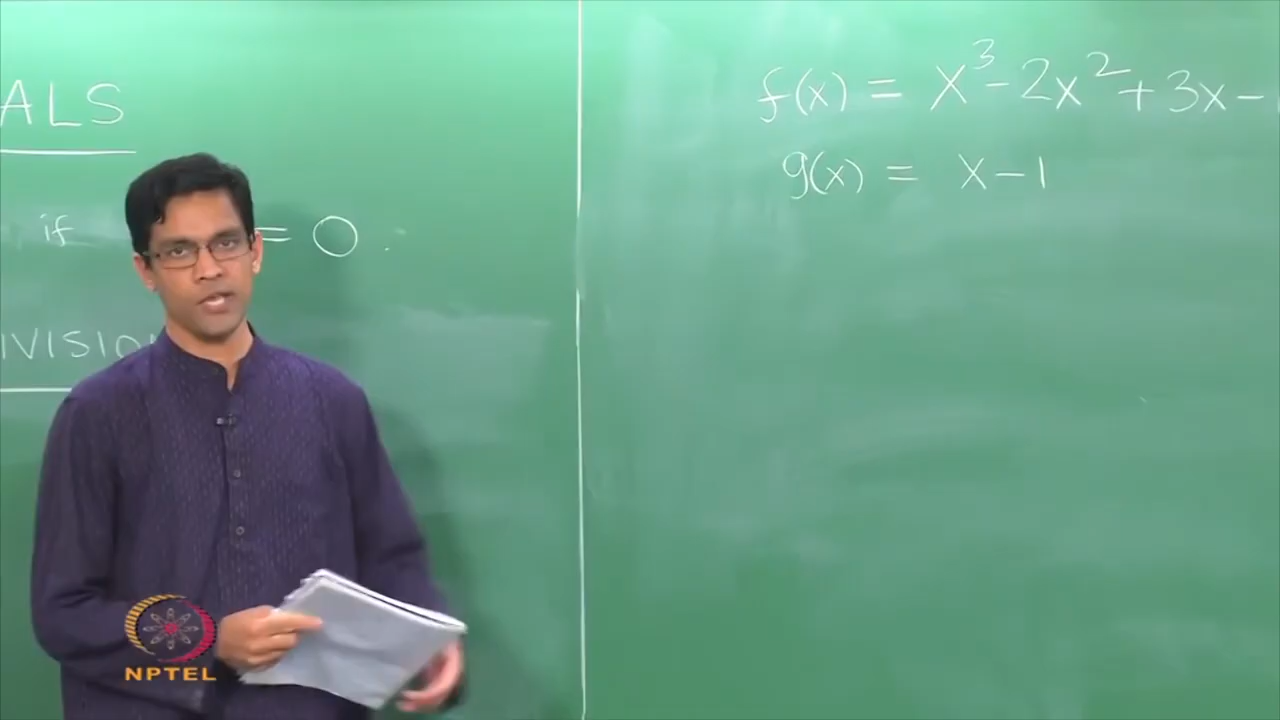 ALS
if = 0.
IVISIO
f(x) = x³ - 2x² + 3x -
g(x) = x - 1
NPTEL